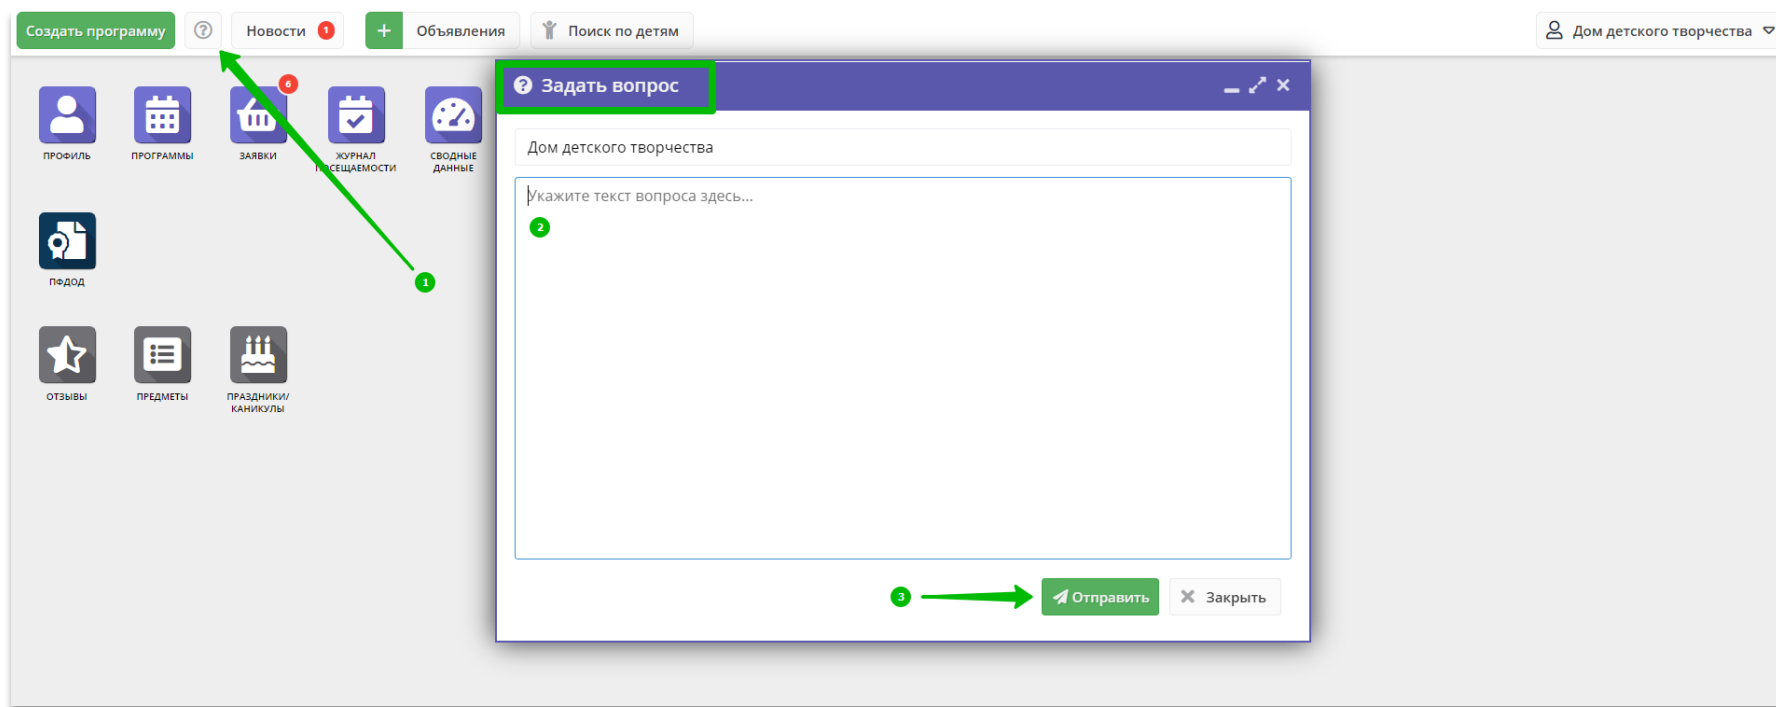 Создать программу
Новости 1
+ Объявления
Поиск по детям
Дом детского творчества
6
ПРОФИЛЬ
ПРОГРАММЫ
ЗАЯВКИ
ЖУРНАЛ
ПОСЕЩАЕМОСТИ
СВОДНЫЕ
ДАННЫЕ
ПФДОД
1
ОТЗЫВЫ
ПРЕДМЕТЫ
ПРАЗДНИКИ/
КАНИКУЛЫ
Задать вопрос
Дом детского творчества
Укажите текст вопроса здесь...
2
3
Отправить
Закрыть